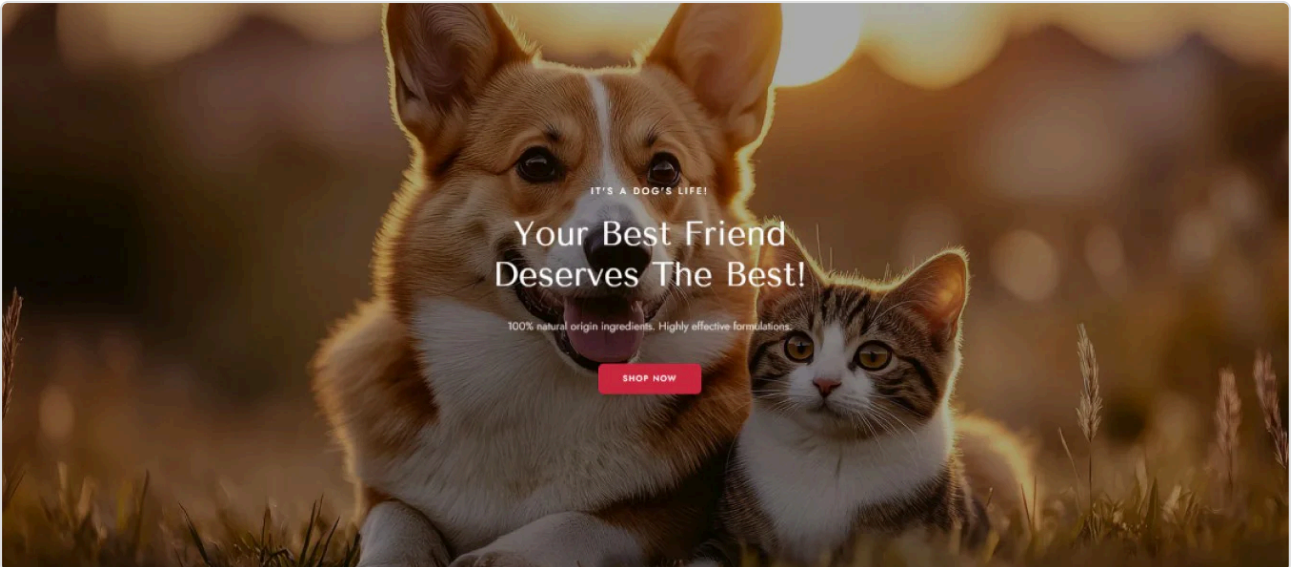 IT'S A DOG'S LIFE!
Your Best Friend
Deserves The Best!
100% natural origin ingredients. Highly effective formulations.
SHOP NOW